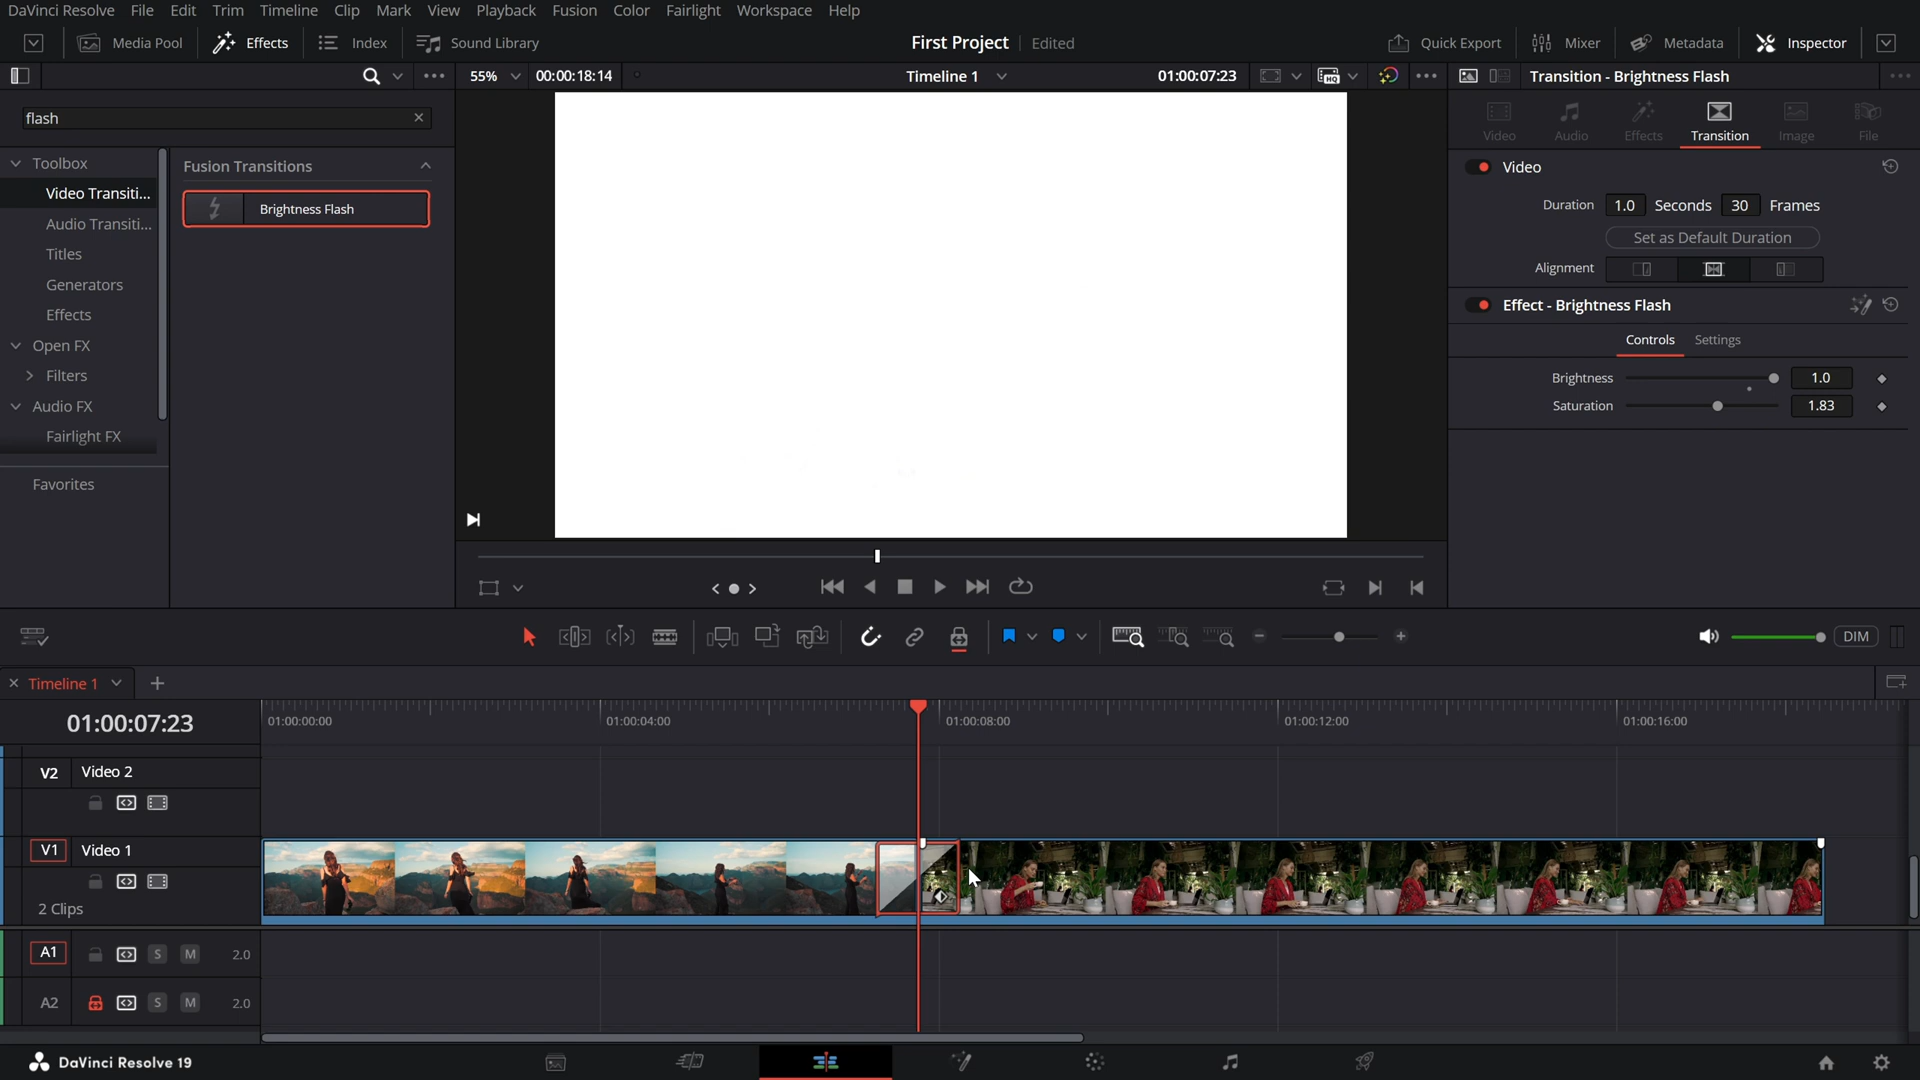 DaVinci Resolve File Edit Trim Timeline Clip Mark View Playback Fusion Color Fairlight Workspace Help
Media Pool Effects Index Sound Library First Project Edited Quick Export Mixer Metadata Inspector
55% 00:00:18:14 Timeline 1 01:00:07:23 HQ Transition - Brightness Flash
flash
Video Audio Effects Transition Image File
Toolbox
Video Transiti...
Audio Transiti...
Titles
Generators
Effects
Open FX
Filters
Audio FX
Fairlight FX
Favorites
Fusion Transitions
Brightness Flash
Video
Duration 1.0 Seconds 30 Frames
Set as Default Duration
Alignment
Effect - Brightness Flash
Controls Settings
Brightness 1.0
Saturation 1.83
DIM
Timeline 1
01:00:07:23 01:00:00:00 01:00:04:00 01:00:08:00 01:00:12:00 01:00:16:00
V2 Video 2
V1 Video 1
2 Clips
A1 S M 2.0
A2 S M 2.0
DaVinci Resolve 19